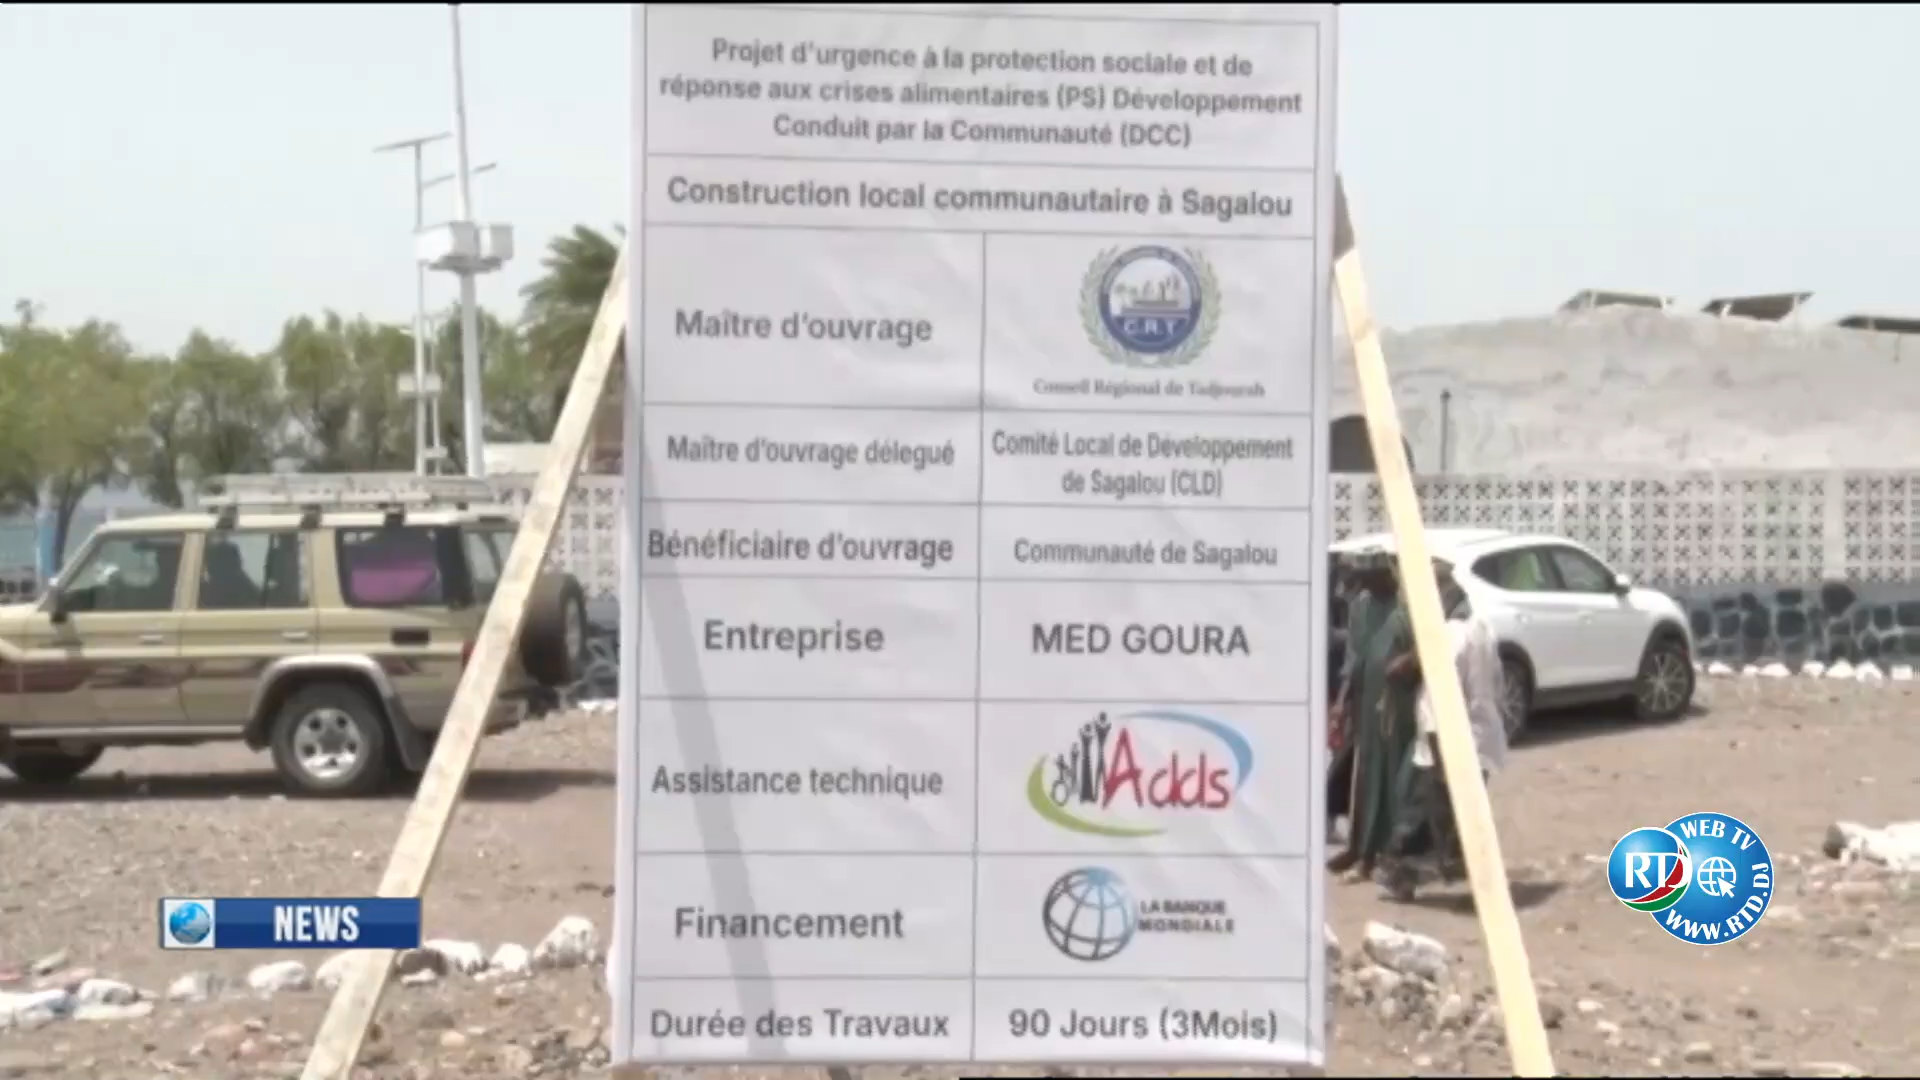 Projet d'urgence à la protection sociale et de
réponse aux crises alimentaires (PS) Développement
Conduit par la Communauté (DCC)
Construction local communautaire à Sagalou
Maître d'ouvrage
C.R.T
Conseil Régional de Tadjourah
Maître d'ouvrage délegué
Comité Local de Développement
de Sagalou (CLD)
Bénéficiaire d'ouvrage
Communauté de Sagalou
Entreprise
MED GOURA
Assistance technique
Adds
Financement
LA BANQUE
MONDIALE
Durée des Travaux
90 Jours (3Mois)
NEWS
WEB TV
RTD
WWW.RTD.DJ